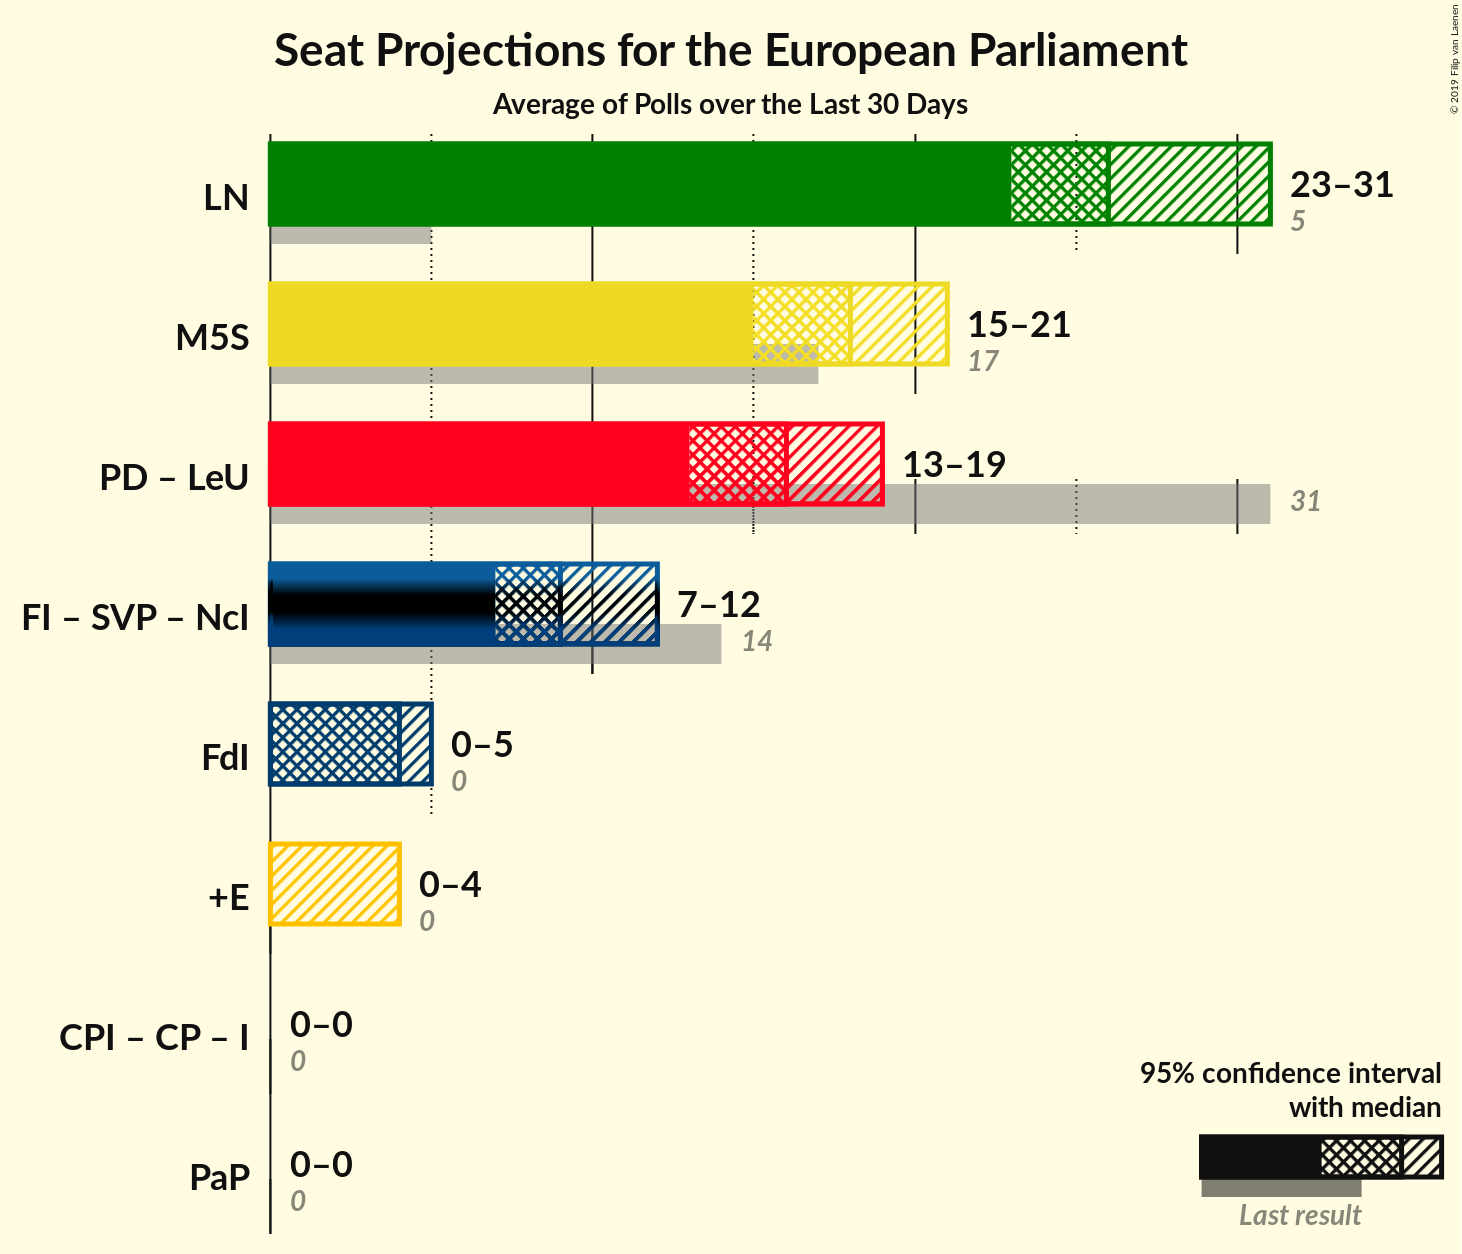 Seat Projections for the European Parliament
Average of Polls over the Last 30 Days
© 2019 Filip van Laenen
LN
23–31
5
M5S
15–21
17
PD – LeU
13–19
31
FI – SVP – NcI
7–12
14
FdI
0–5
0
+E
0–4
0
CPI – CP – I
0–0
0
PaP
0–0
0
95% confidence interval
with median
Last result